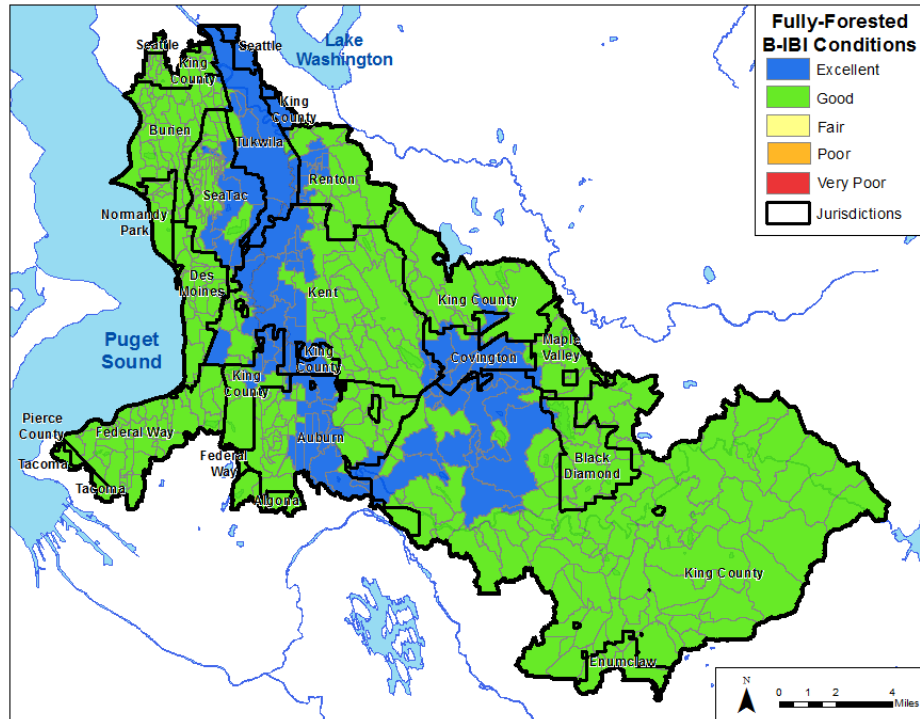 Fully-Forested
B-IBI Conditions
Excellent
Good
Fair
Poor
Very Poor
Jurisdictions
Seattle
Seattle
Lake
Washington
King
County
King
County
Burien
Tukwila
Renton
SeaTac
Normandy
Park
Des
Moines
Kent
King County
Puget
Sound
King
County
Covington
Maple
Valley
King
County
Pierce
County
Federal Way
Auburn
Tacoma
Federal
Way
Black
Diamond
Tacoma
Algona
King County
Enumclaw
N
0 1 2 4
Miles